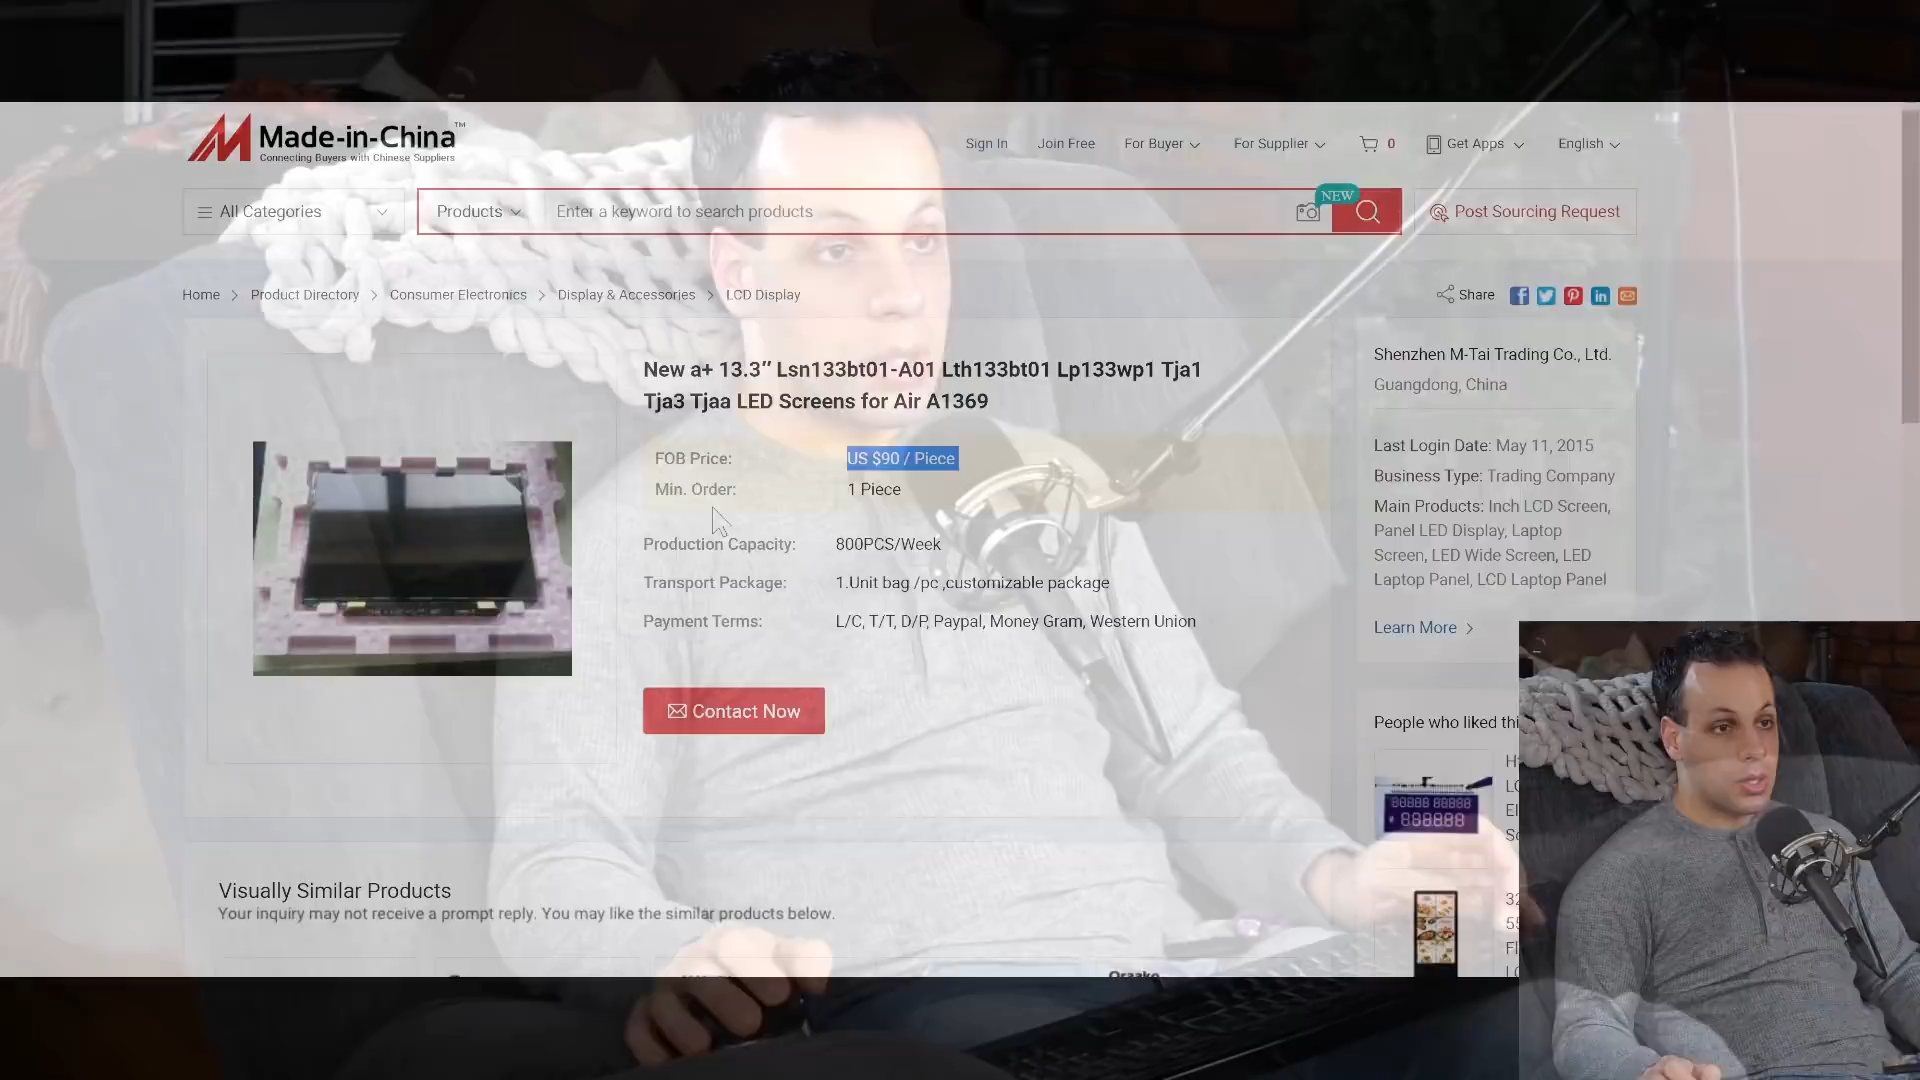 Made-in-China™
Connecting Buyers with Chinese Suppliers
Sign In
Join Free
For Buyer
For Supplier
0
Get Apps
English
All Categories
Products
Enter a keyword to search products
NEW
Post Sourcing Request
Home > Product Directory > Consumer Electronics > Display & Accessories > LCD Display
Share
New a+ 13.3′′ Lsn133bt01-A01 Lth133bt01 Lp133wp1 Tja1
Tja3 Tjaa LED Screens for Air A1369
FOB Price: US $90 / Piece
Min. Order: 1 Piece
Production Capacity: 800PCS/Week
Transport Package: 1.Unit bag /pc ,customizable package
Payment Terms: L/C, T/T, D/P, Paypal, Money Gram, Western Union
Contact Now
Shenzhen M-Tai Trading Co., Ltd.
Guangdong, China
Last Login Date: May 11, 2015
Business Type: Trading Company
Main Products: Inch LCD Screen,
Panel LED Display, Laptop
Screen, LED Wide Screen, LED
Laptop Panel, LCD Laptop Panel
Learn More >
People who liked thi
Visually Similar Products
Your inquiry may not receive a prompt reply. You may like the similar products below.